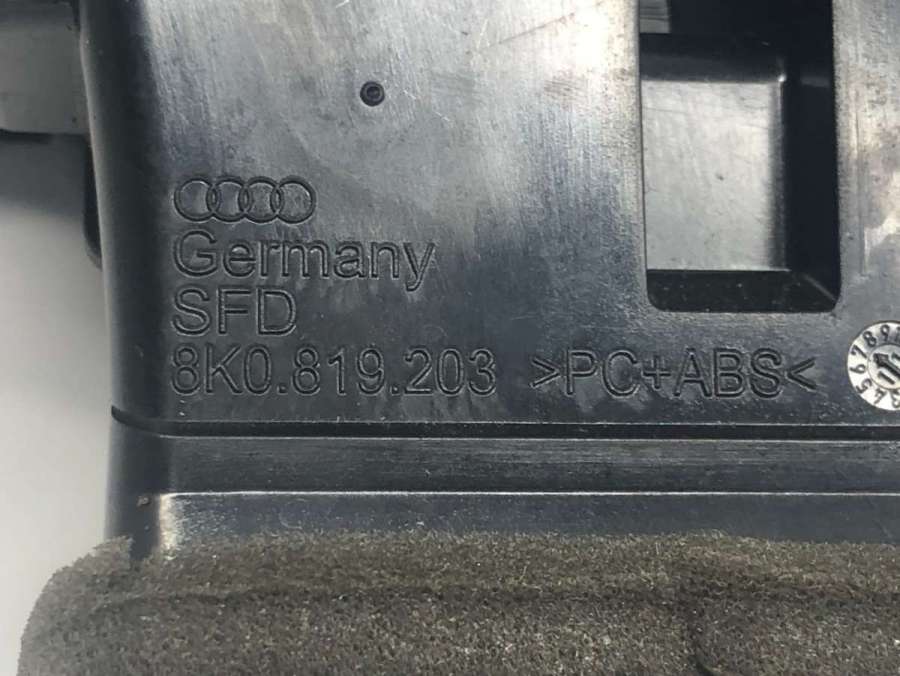 Germany
SFD
8K0.819.203 >PC+ABS<